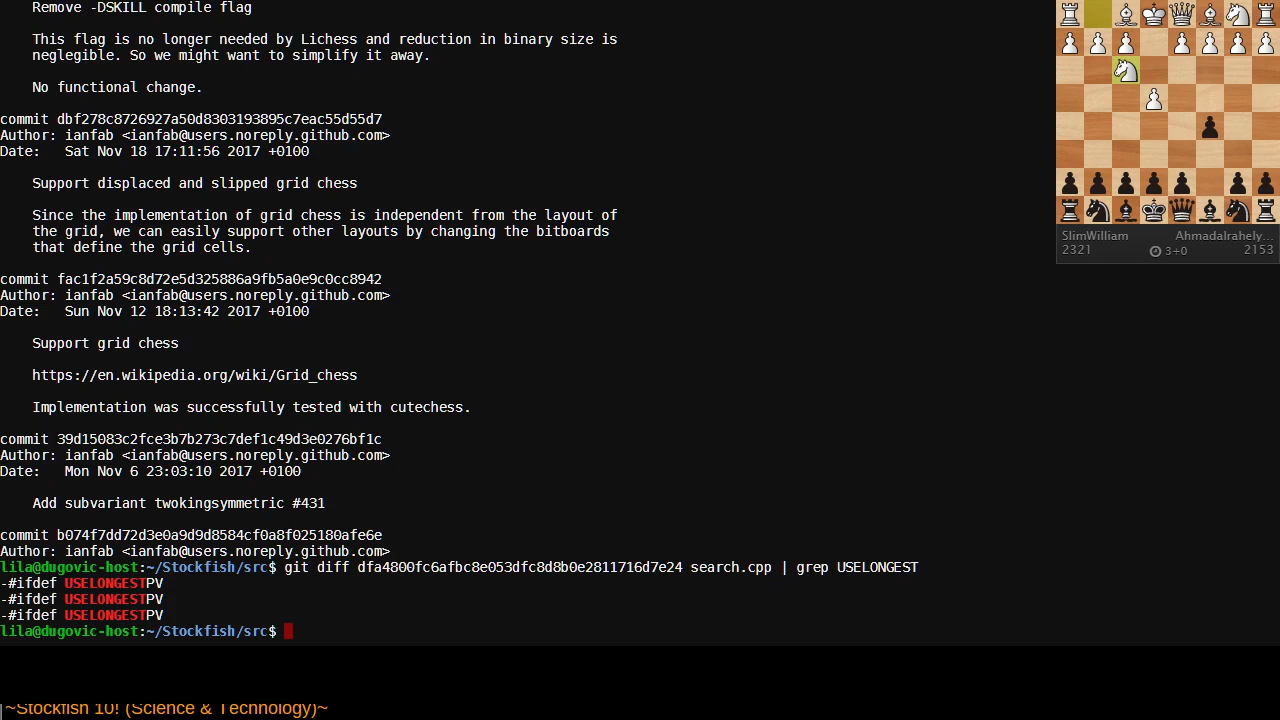 Remove -DSKILL compile flag
This flag is no longer needed by Lichess and reduction in binary size is
neglegible. So we might want to simplify it away.
No functional change.
commit dbf278c8726927a50d8303193895c7eac55d55d7
Author: ianfab <ianfab@users.noreply.github.com>
Date:   Sat Nov 18 17:11:56 2017 +0100
Support displaced and slipped grid chess
Since the implementation of grid chess is independent from the layout of
the grid, we can easily support other layouts by changing the bitboards
that define the grid cells.
commit fac1f2a59c8d72e5d325886a9fb5a0e9c0cc8942
Author: ianfab <ianfab@users.noreply.github.com>
Date:   Sun Nov 12 18:13:42 2017 +0100
Support grid chess
https://en.wikipedia.org/wiki/Grid_chess
Implementation was successfully tested with cutechess.
commit 39d15083c2fce3b7b273c7def1c49d3e0276bf1c
Author: ianfab <ianfab@users.noreply.github.com>
Date:   Mon Nov 6 23:03:10 2017 +0100
Add subvariant twokingsymmetric #431
commit b074f7dd72d3e0a9d9d8584cf0a8f025180afe6e
Author: ianfab <ianfab@users.noreply.github.com>
lila@dugovic-host:~/Stockfish/src$ git diff dfa4800fc6afbc8e053dfc8d8b0e2811716d7e24 search.cpp | grep USELONGEST
-#ifdef USELONGESTPV
-#ifdef USELONGESTPV
-#ifdef USELONGESTPV
lila@dugovic-host:~/Stockfish/src$
SlimWilliam Ahmadalrahely...
2321 3+0 2153
~Stockfish 10! (Science & Technology)~